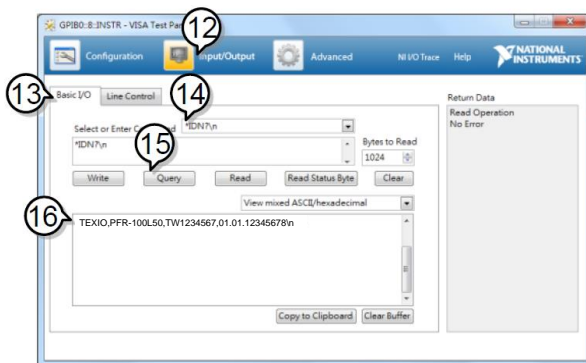 GPIB0::8::INSTR - VISA Test Pan
12
Configuration
Input/Output
Advanced
NI I/O Trace
Help
NATIONAL
INSTRUMENTS
13
Basic I/O
Line Control
14
Return Data
Read Operation
No Error
Select or Enter Command
*IDN?\n
*IDN?\n
15
Bytes to Read
1024
Write
Query
Read
Read Status Byte
Clear
View mixed ASCII/hexadecimal
16
TEXIO,PFR-100L50,TW1234567,01.01.12345678\n
Copy to Clipboard
Clear Buffer